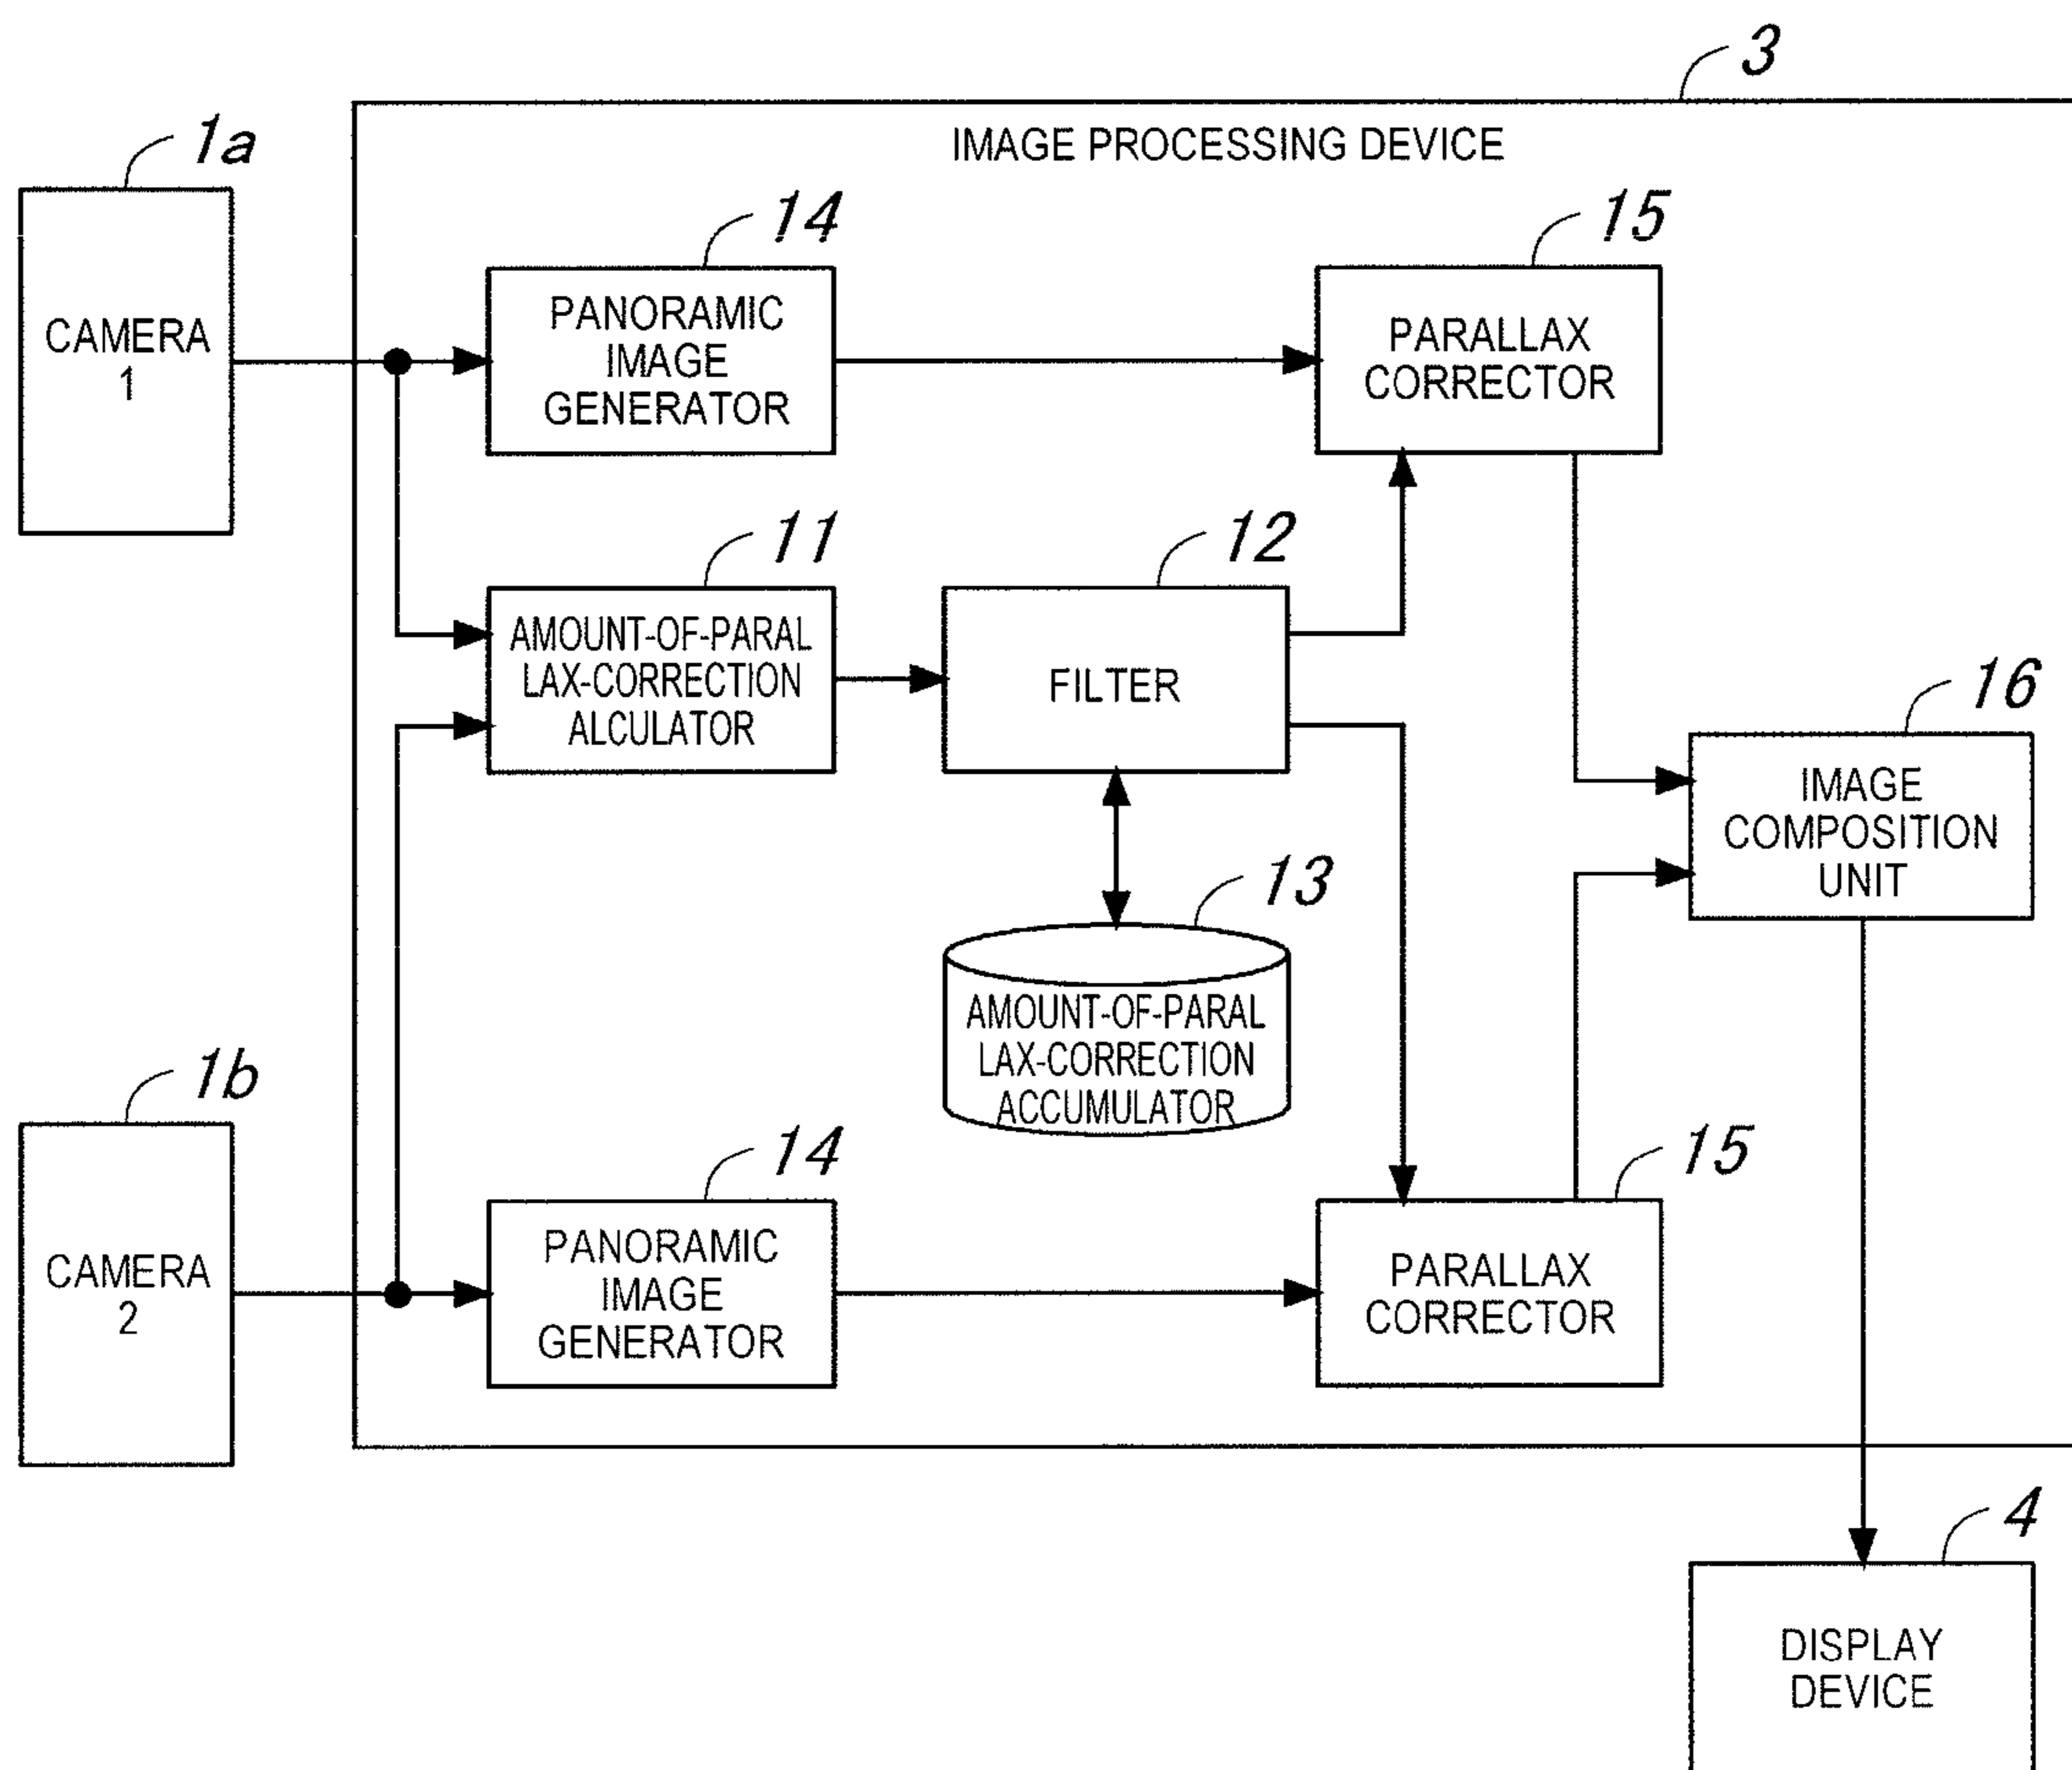 3
IMAGE PROCESSING DEVICE
1a
CAMERA
1
14
PANORAMIC
IMAGE
GENERATOR
15
PARALLAX
CORRECTOR
11
AMOUNT-OF-PARAL
LAX-CORRECTION
ALCULATOR
12
FILTER
16
IMAGE
COMPOSITION
UNIT
13
AMOUNT-OF-PARAL
LAX-CORRECTION
ACCUMULATOR
1b
CAMERA
2
14
PANORAMIC
IMAGE
GENERATOR
15
PARALLAX
CORRECTOR
4
DISPLAY
DEVICE